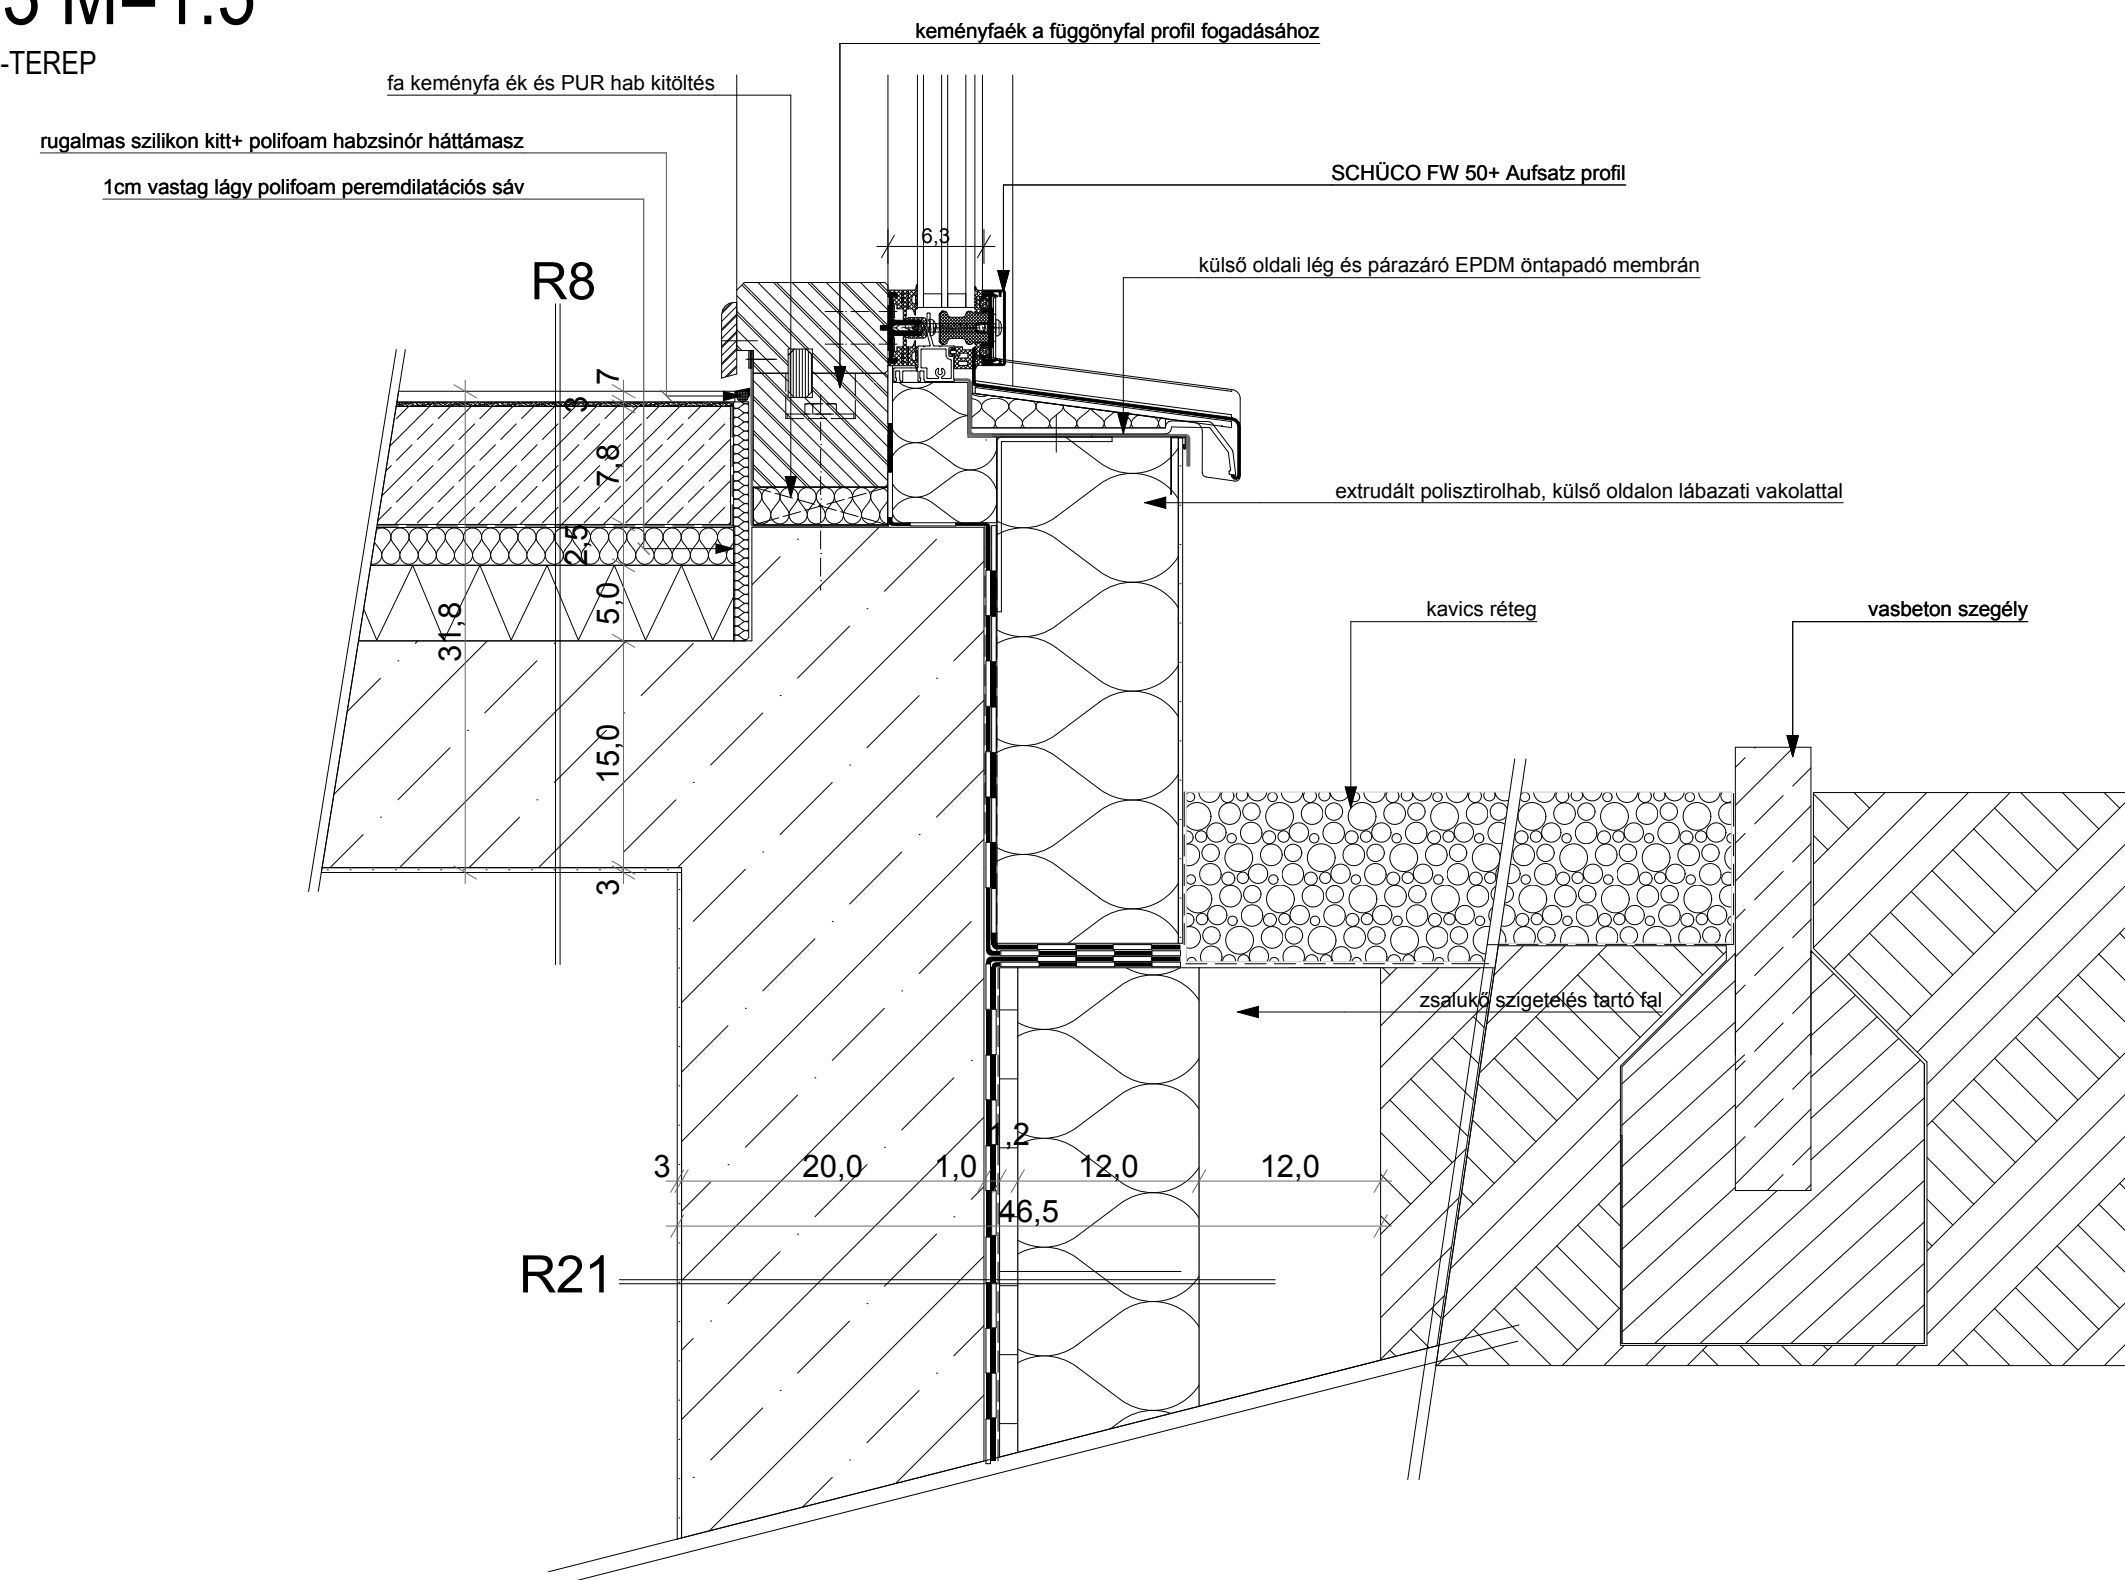 3 M=1:5
-TEREP
keményfaék a függönyfal profil fogadásához
fa keményfa ék és PUR hab kitöltés
rugalmas szilikon kitt+ polifoam habzsinór háttámasz
SCHÜCO FW 50+ Aufsatz profil
1cm vastag lágy polifoam peremdilatációs sáv
6,3
külső oldali lég és párazáró EPDM öntapadó membrán
R8
7
3
7,8
extrudált polisztirolhab, külső oldalon lábazati vakolattal
2,5
5,0
31,8
kavics réteg
vasbeton szegély
15,0
3
zsalukő szigetelés tartó fal
1,2
3
20,0
1,0
12,0
12,0
46,5
R21